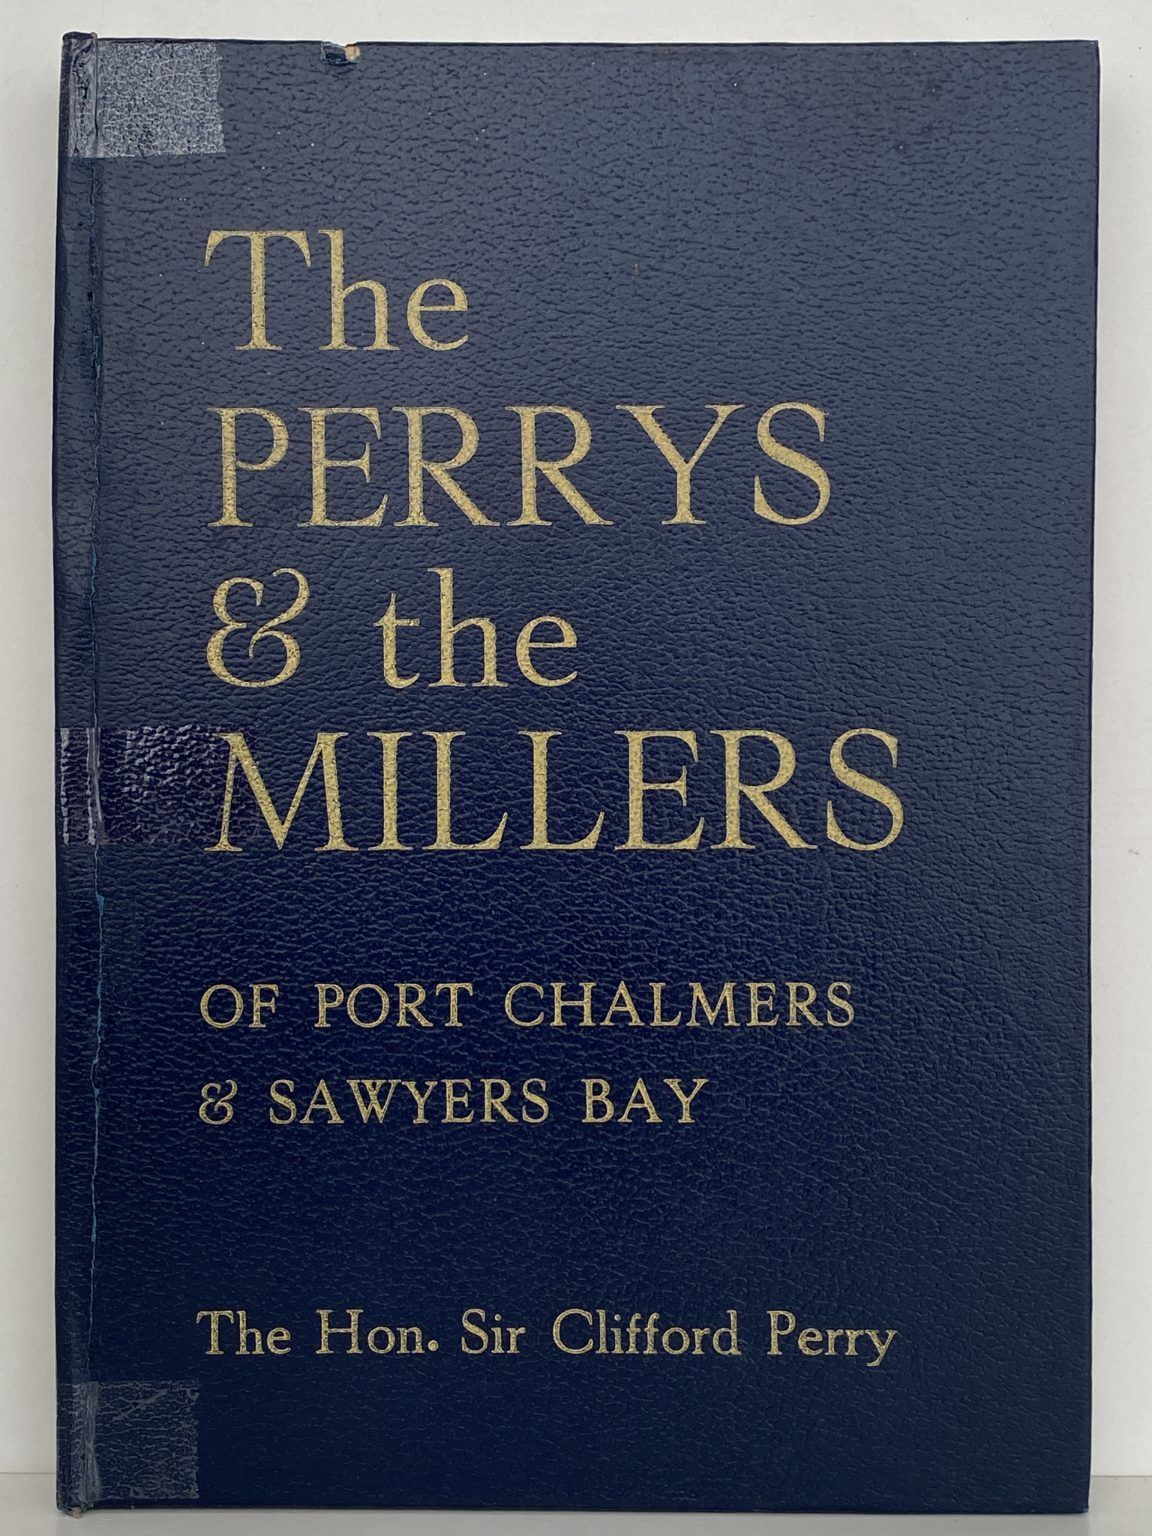 The
PERRYS
& the
MILLERS
OF PORT CHALMERS
& SAWYERS BAY
The Hon. Sir Clifford Perry